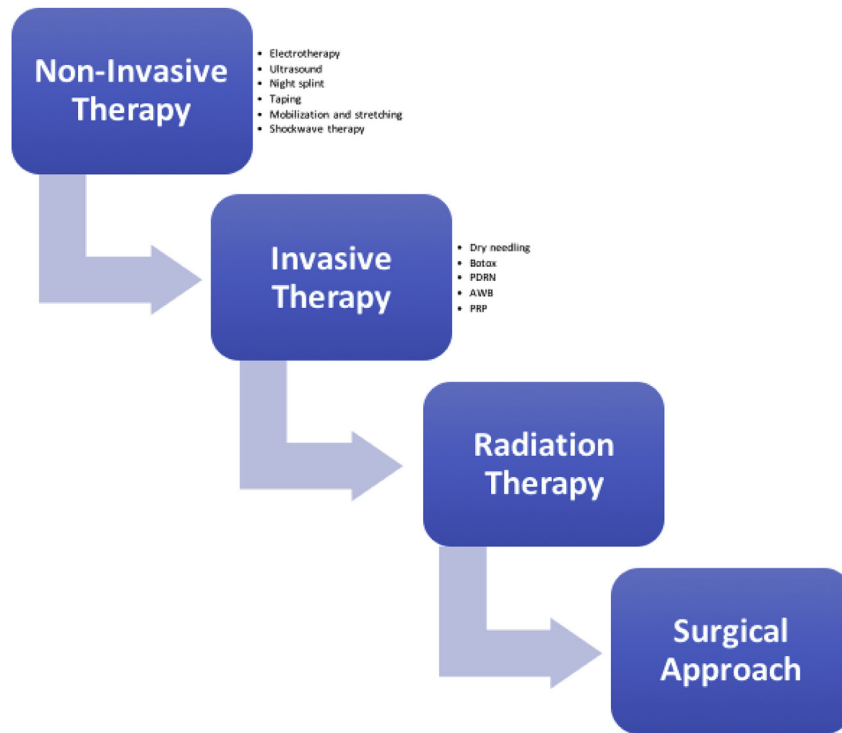 Non-Invasive
Therapy
• Electrotherapy
• Ultrasound
• Night splint
• Taping
• Mobilization and stretching
• Shockwave therapy
Invasive
Therapy
• Dry needling
• Botox
• PDRN
• AWB
• PRP
Radiation
Therapy
Surgical
Approach